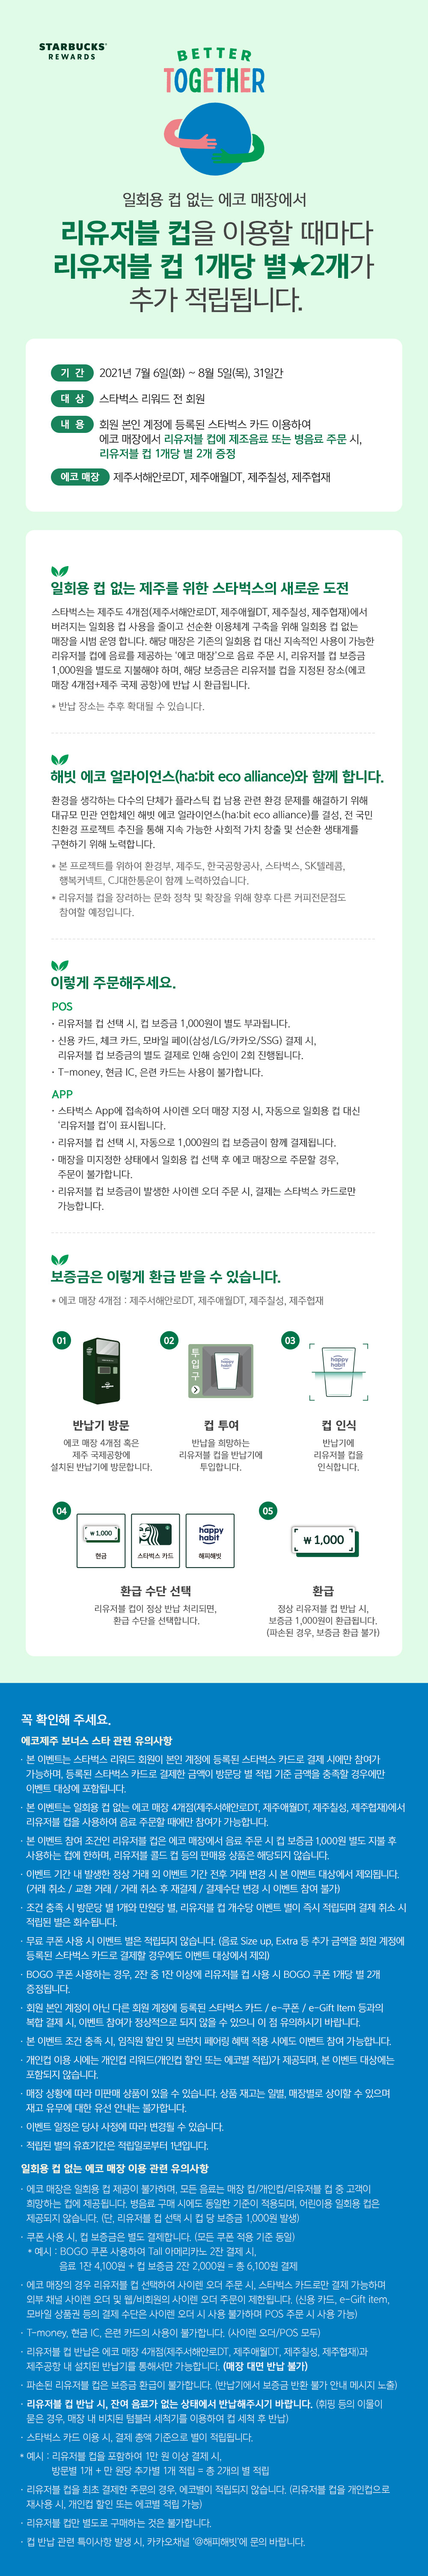 STARBUCKS®
REWARDS
BETTER
TOGETHER
일회용 컵 없는 에코 매장에서
리유저블 컵을 이용할 때마다
리유저블 컵 1개당 별★2개가
추가 적립됩니다.
기 간 2021년 7월 6일(화) ~ 8월 5일(목), 31일간
대 상 스타벅스 리워드 전 회원
내 용 회원 본인 계정에 등록된 스타벅스 카드 이용하여
에코 매장에서 리유저블 컵에 제조음료 또는 병음료 주문 시,
리유저블 컵 1개당 별 2개 증정
에코 매장 제주서해안로DT, 제주애월DT, 제주칠성, 제주협재
일회용 컵 없는 제주를 위한 스타벅스의 새로운 도전
스타벅스는 제주도 4개점(제주서해안로DT, 제주애월DT, 제주칠성, 제주협재)에서
버려지는 일회용 컵 사용을 줄이고 선순환 체계 구축을 위해 일회용 컵 없는
매장을 시범 운영 합니다. 해당 매장은 기존의 일회용 컵 대신 지속적인 사용이 가능한
리유저블 컵에 음료를 제공하는 '에코 매장'으로 음료 주문 시, 리유저블 컵 보증금
1,000원을 별도로 지불해야 하며, 해당 보증금은 리유저블 컵을 지정된 장소(에코
매장 4개점+제주 국제 공항)에 반납 시 환급됩니다.
* 반납 장소는 추후 확대될 수 있습니다.
해빗 에코 얼라이언스(ha:bit eco alliance)와 함께 합니다.
환경을 생각하는 다수의 단체가 플라스틱 컵 남용 관련 환경 문제를 해결하기 위해
대규모 민관 연합체인 해빗 에코 얼라이언스(ha:bit eco alliance)를 결성, 전 국민
친환경 프로젝트 추진을 통해 지속 가능한 사회적 가치 창출 및 선순환 생태계를
구현하기 위해 노력합니다.
* 본 프로젝트를 위하여 환경부, 제주도, 한국공항공사, 스타벅스, SK텔레콤,
행복커넥트, CJ대한통운이 함께 노력하였습니다.
* 리유저블 컵을 장려하는 문화 정착 및 확장을 위해 향후 다른 커피전문점도
참여할 예정입니다.
이렇게 주문해주세요.
POS
· 리유저블 컵 선택 시, 컵 보증금 1,000원이 별도 부과됩니다.
· 신용 카드, 체크 카드, 모바일 페이(삼성/LG/카카오/SSG) 결제 시,
리유저블 컵 보증금의 별도 결제로 인해 승인이 2회 진행됩니다.
· T-money, 현금 IC, 은련 카드는 사용이 불가합니다.
APP
· 스타벅스 App에 접속하여 사이렌 오더 매장 지정 시, 자동으로 일회용 컵 대신
'리유저블 컵'이 표시됩니다.
· 리유저블 컵 선택 시, 자동으로 1,000원의 컵 보증금이 함께 결제됩니다.
· 매장을 미지정한 상태에서 일회용 컵 선택 후 에코 매장으로 주문할 경우,
주문이 불가합니다.
· 리유저블 컵 보증금이 발생한 사이렌 오더 주문 시, 결제는 스타벅스 카드로만
가능합니다.
보증금은 이렇게 환급 받을 수 있습니다.
* 에코 매장 4개점 : 제주서해안로DT, 제주애월DT, 제주칠성, 제주협재
01
반납기 방문
에코 매장 4개점 혹은
제주 국제공항에
설치된 반납기에 방문합니다.
02
투입구
happy
habit
컵 투여
반납을 희망하는
리유저블 컵을 반납기에
투입합니다.
03
happy
habit
컵 인식
반납기에
리유저블 컵을
인식합니다.
04
₩ 1,000
현금
스타벅스 카드
happy
habit
해피해빗
환급 수단 선택
리유저블 컵이 정상 반납 처리되면,
환급 수단을 선택합니다.
05
₩ 1,000
환급
정상 리유저블 컵 반납 시,
보증금 1,000원이 환급됩니다.
(파손된 경우, 보증금 환급 불가)
꼭 확인해 주세요.
에코제주 보너스 스타 관련 유의사항
· 본 이벤트는 스타벅스 리워드 회원이 본인 계정에 등록된 스타벅스 카드로 결제 시에만 참여가
가능하며, 등록된 스타벅스 카드로 결제한 금액이 방문당 별 적립 기준 금액을 충족할 경우에만
이벤트 대상에 포함됩니다.
· 본 이벤트는 일회용 컵 없는 에코 매장 4개점(제주서해안로DT, 제주애월DT, 제주칠성, 제주협재)에서
리유저블 컵을 사용하여 음료 주문할 때에만 참여가 가능합니다.
· 본 이벤트 참여 조건인 리유저블 컵은 에코 매장에서 음료 주문 시 컵 보증금 1,000원 별도 지불 후
사용하는 컵에 한하며, 리유저블 콜드 컵 등의 판매용 상품은 해당되지 않습니다.
· 이벤트 기간 내 발생한 정상 거래 외 이벤트 기간 전후 거래 변경 시 본 이벤트 대상에서 제외됩니다.
(거래 취소 / 교환 거래 / 거래 취소 후 재결제 / 결제수단 변경 시 이벤트 참여 불가)
· 조건 충족 시 방문당 별 1개와 만원당 별, 리유저블 컵 개수당 이벤트 별이 즉시 적립되며 결제 취소 시
적립된 별은 회수됩니다.
· 무료 쿠폰 사용 시 이벤트 별은 적립되지 않습니다. (음료 Size up, Extra 등 추가 금액을 회원 계정에
등록된 스타벅스 카드로 결제할 경우에도 이벤트 대상에서 제외)
· BOGO 쿠폰 사용하는 경우, 2잔 중 1잔 이상에 리유저블 컵 사용 시 BOGO 쿠폰 1개당 별 2개
증정됩니다.
· 회원 본인 계정이 아닌 다른 회원 계정에 등록된 스타벅스 카드 / e-쿠폰 / e-Gift Item 등과의
복합 결제 시, 이벤트 참여가 정상적으로 되지 않을 수 있으니 이 점 유의하시기 바랍니다.
· 본 이벤트 조건 충족 시, 임직원 할인 및 브런치 페어링 혜택 적용 시에도 이벤트 참여 가능합니다.
· 개인컵 이용 시에는 개인컵 리워드(개인컵 할인 또는 에코별 적립)가 제공되며, 본 이벤트 대상에는
포함되지 않습니다.
· 매장 상황에 따라 미판매 상품이 있을 수 있습니다. 상품 재고는 일별, 매장별로 상이할 수 있으며
재고 유무에 대한 유선 안내는 불가합니다.
· 이벤트 일정은 당사 사정에 따라 변경될 수 있습니다.
· 적립된 별의 유효기간은 적립일로부터 1년입니다.
일회용 컵 없는 에코 매장 이용 관련 유의사항
· 에코 매장은 일회용 컵 제공이 불가하며, 모든 음료는 매장 컵/개인컵/리유저블 컵 중 고객이
희망하는 컵에 제공됩니다. 병음료 구매 시에도 동일한 기준이 적용되며, 어린이용 일회용 컵은
제공되지 않습니다. (단, 리유저블 컵 선택 시 컵 당 보증금 1,000원 발생)
· 쿠폰 사용 시, 컵 보증금은 별도 결제합니다. (모든 쿠폰 적용 기준 동일)
* 예시 : BOGO 쿠폰 사용하여 Tall 아메리카노 2잔 결제 시,
음료 1잔 4,100원 + 컵 보증금 2잔 2,000원 = 총 6,100원 결제
· 에코 매장의 경우 리유저블 컵 선택하여 사이렌 오더 주문 시, 스타벅스 카드로만 결제 가능하며
외부 채널 사이렌 오더 및 웹/비회원의 사이렌 오더 주문이 제한됩니다. (신용 카드, e-Gift item,
모바일 상품권 등의 결제 수단은 사이렌 오더 시 사용 불가하며 POS 주문 시 사용 가능)
· T-money, 현금 IC, 은련 카드의 사용이 불가합니다. (사이렌 오더/POS 모두)
· 리유저블 컵 반납은 에코 매장 4개점(제주서해안로DT, 제주애월DT, 제주칠성, 제주협재)과
제주공항 내 설치된 반납기를 통해서만 가능합니다. (매장 대면 반납 불가)
· 파손된 리유저블 컵은 보증금 환급이 불가합니다. (반납기에서 보증금 반환 불가 안내 메시지 노출)
· 리유저블 컵 반납 시, 잔여 음료가 없는 상태에서 반납해주시기 바랍니다. (휘핑 등의 이물이
묻은 경우, 매장 내 비치된 텀블러 세척기를 이용하여 컵 세척 후 반납)
· 스타벅스 카드 이용 시, 결제 총액 기준으로 별이 적립됩니다.
* 예시 : 리유저블 컵을 포함하여 1만 원 이상 결제 시,
방문별 1개 + 만 원당 추가별 1개 적립 = 총 2개의 별 적립
· 리유저블 컵을 최초 결제한 주문의 경우, 에코별이 적립되지 않습니다. (리유저블 컵을 개인컵으로
재사용 시, 개인컵 할인 또는 에코별 적립 가능)
· 리유저블 컵만 별도로 구매하는 것은 불가합니다.
· 컵 반납 관련 특이사항 발생 시, 카카오채널 '@해피해빗'에 문의 바랍니다.